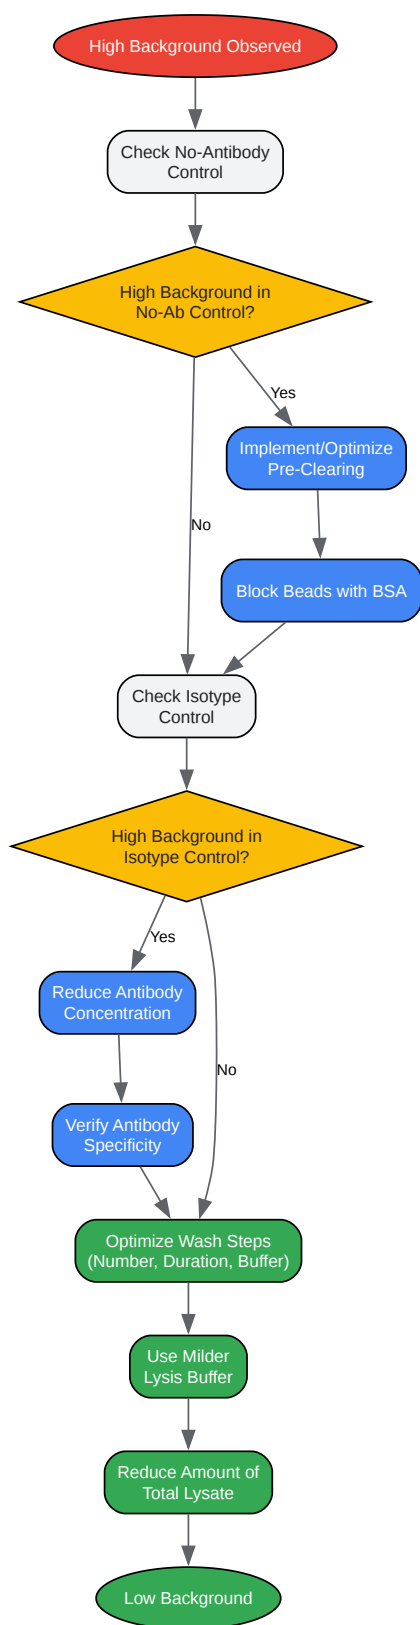 High Background Observed
Check No-Antibody
Control
High Background in
No-Ab Control?
Yes
Implement/Optimize
Pre-Clearing
No
Block Beads with BSA
Check Isotype
Control
High Background in
Isotype Control?
Yes
Reduce Antibody
Concentration
No
Verify Antibody
Specificity
Optimize Wash Steps
(Number, Duration, Buffer)
Use Milder
Lysis Buffer
Reduce Amount of
Total Lysate
Low Background